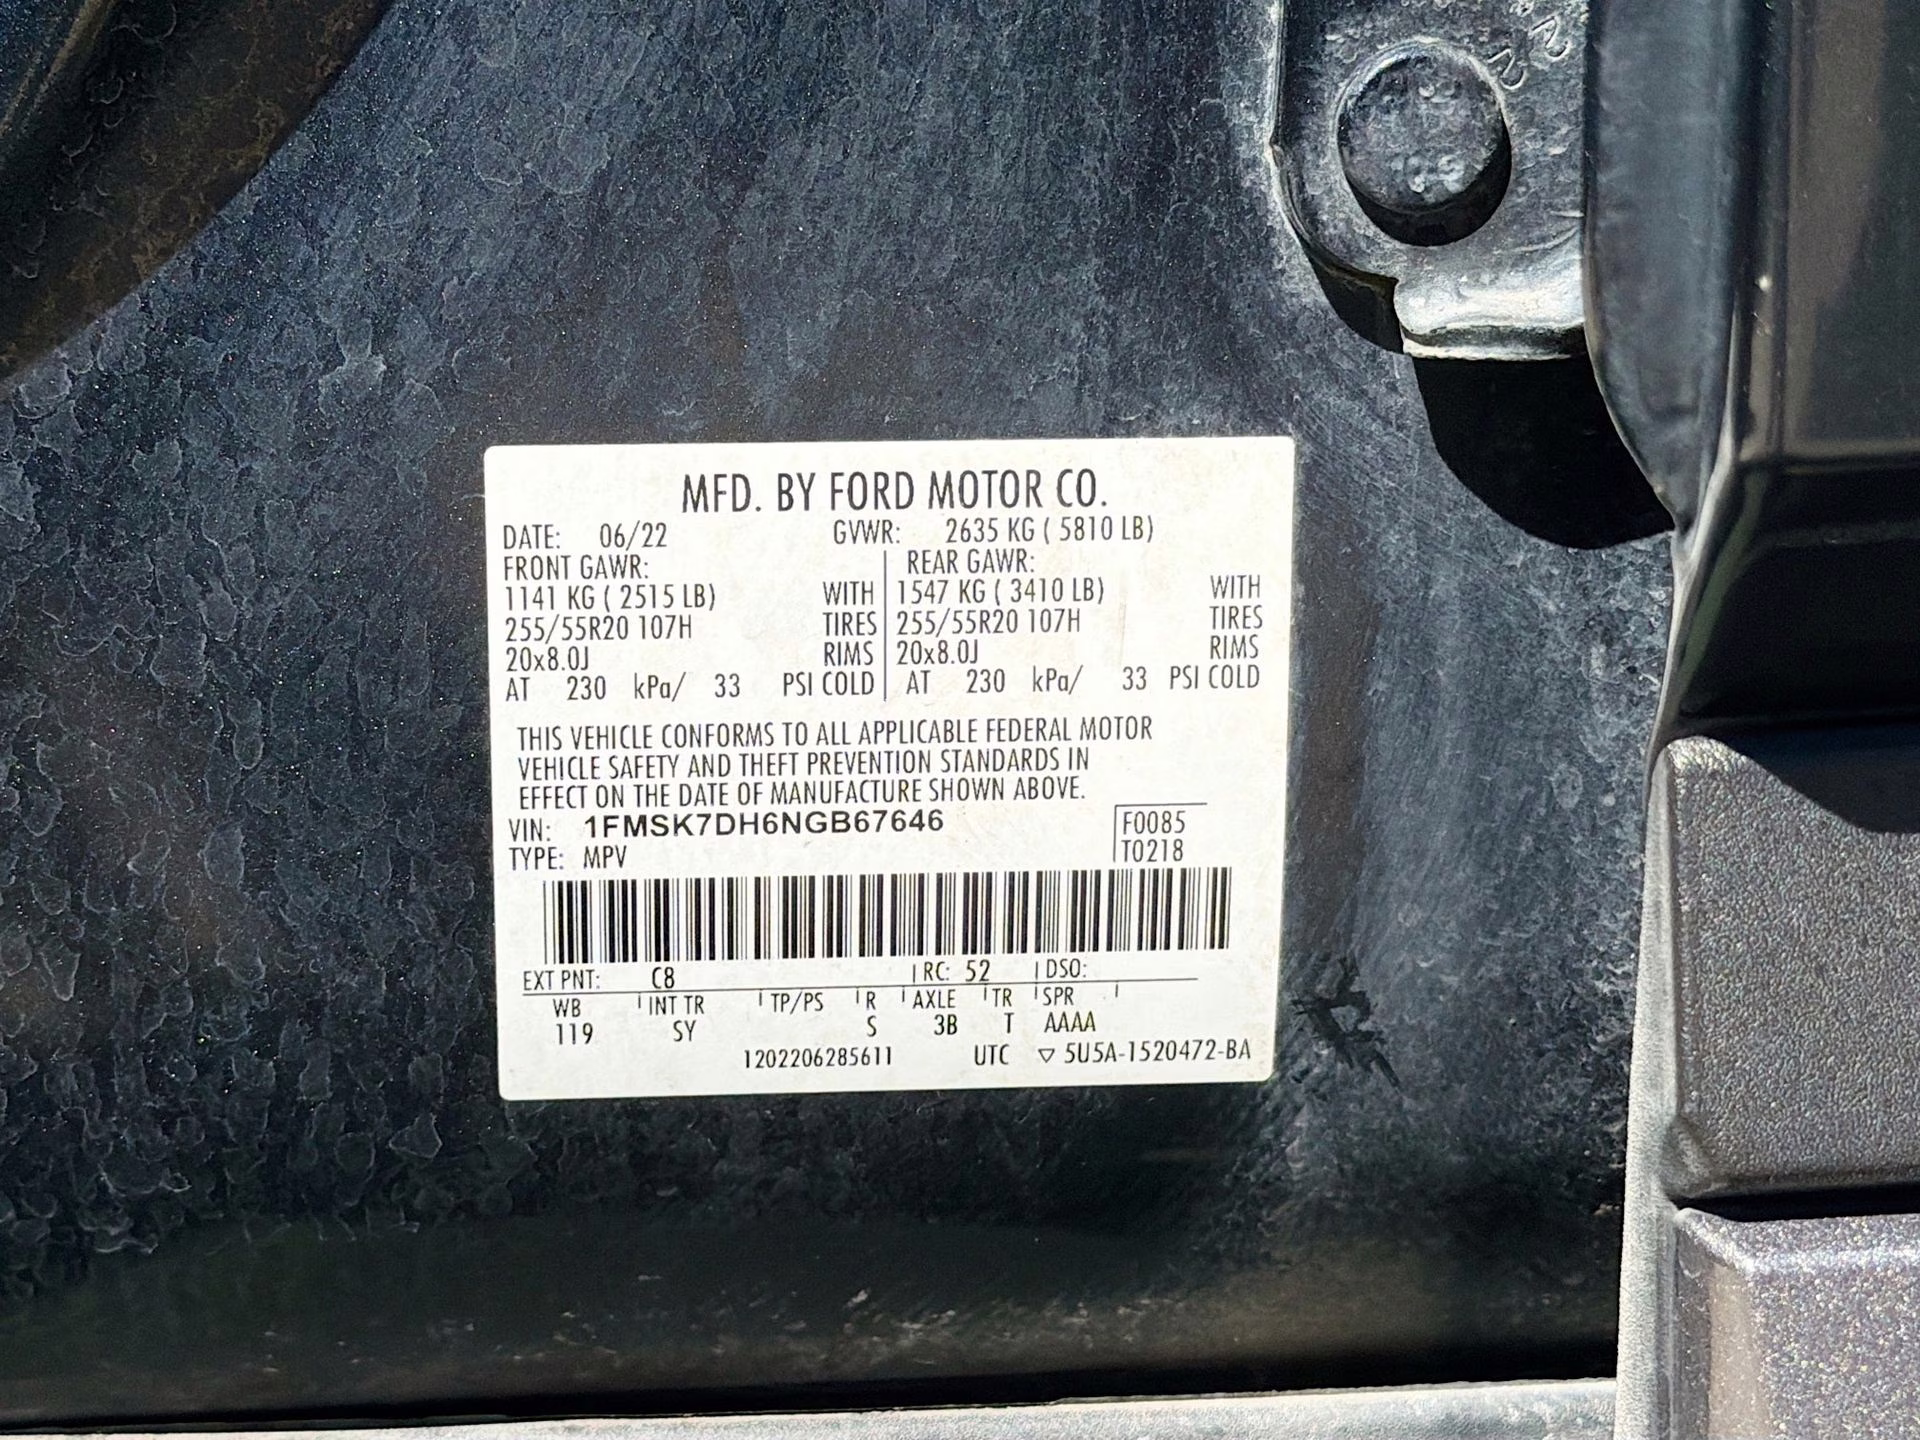 MFD. BY FORD MOTOR CO.
DATE: 06/22 GVWR: 2635 KG ( 5810 LB)
FRONT GAWR: REAR GAWR:
1141 KG ( 2515 LB) WITH 1547 KG ( 3410 LB) WITH
255/55R20 107H TIRES 255/55R20 107H TIRES
20x8.0J RIMS 20x8.0J RIMS
AT 230 kPa/ 33 PSI COLD AT 230 kPa/ 33 PSI COLD
THIS VEHICLE CONFORMS TO ALL APPLICABLE FEDERAL MOTOR
VEHICLE SAFETY AND THEFT PREVENTION STANDARDS IN
EFFECT ON THE DATE OF MANUFACTURE SHOWN ABOVE.
VIN: 1FMSK7DH6NGB67646 F0085
TYPE: MPV T0218
EXT PNT: C8 RC: 52 DSO:
WB INT TR TP/PS R AXLE TR SPR
119 SY S 3B T AAAA
1202206285611 UTC ▽ 5U5A-1520472-BA